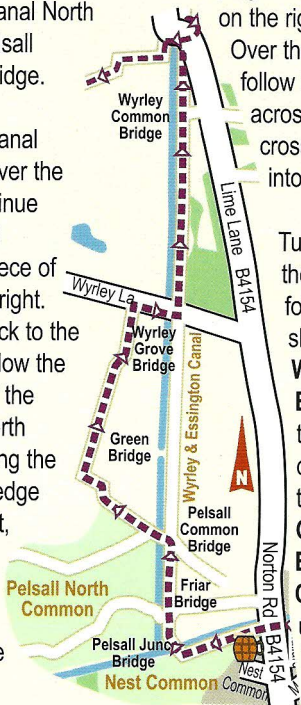 anal North
sall
idge.
anal
ver the
inue
ece of
right.
ck to the
low the
the
rth
ng the
edge
t,
e
on the rig
Over th
follow
acros
cros
into
Tu
the
fo
sl
Wyrley
Common
Bridge
Lime Lane B4154
Wyrley La
Wyrley
Grove
Bridge
Wyrley & Essington Canal
Green
Bridge
N
Pelsall
Common
Bridge
Pelsall North
Common
Friar
Bridge
Norton Rd B4154
Pelsall Junc
Bridge
Nest Common
Nest
Common